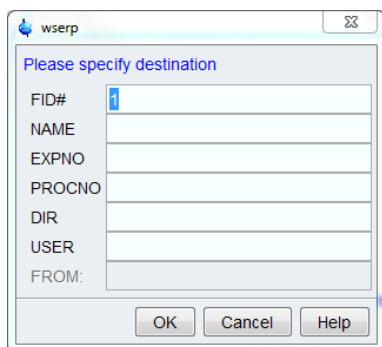 wserp
Please specify destination
FID# 1
NAME
EXPNO
PROCNO
DIR
USER
FROM:
OK Cancel Help